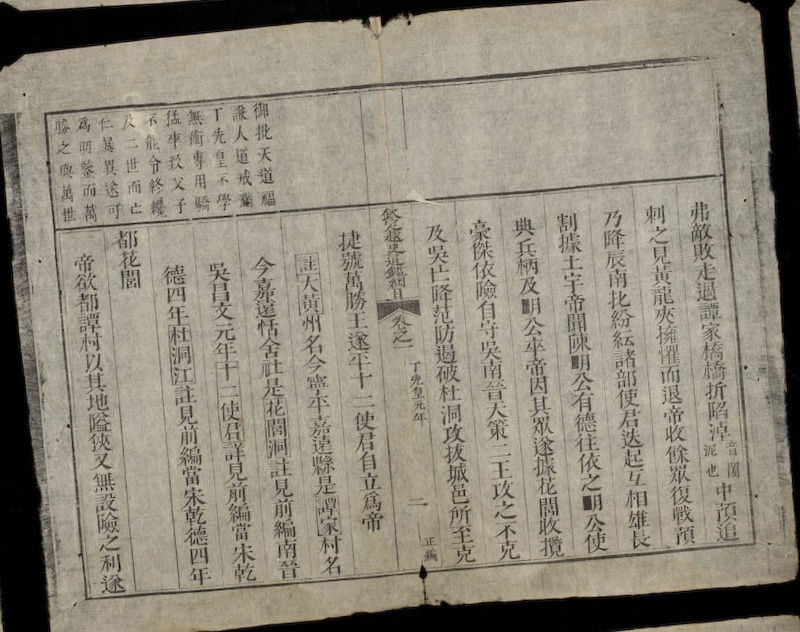 弗敵敗走過譚家橋橋折陷淖音閙泥也中預追
刺之見黃龍夾擁懼而退帝收餘眾復戰預
乃降辰南北紛紜諸部使君迭起互相雄長
割據土宇帝聞陳明公有德往依之明公使
典兵柄及明公卒帝因其眾遂據花閭收攬
豪傑依險自守吳南晉天策二王攻之不克
及吳亡降范防遏破杜洞攻拔城邑所至克
欽定越史通鑑綱目 卷之一 丁先皇元年 二 正編
捷號萬勝王遂平十二使君自立爲帝
註大黃州名今寧平嘉遠縣是譚家村名
今嘉遠恬舍社是花閭洞註見前編南晉
吳昌文元年十二使君詳見前編當宋乾
德四年杜洞江註見前編當宋乾德四年
都花閭
帝欲都譚村以其地隘狹又無設險之利遂
御批天道福
謙人道戒滿
丁先皇不學
無術專用驕
猛率教父子
不能令終纔
及二世而亡
仁暴異途可
爲明鑒而萬
勝之與萬世